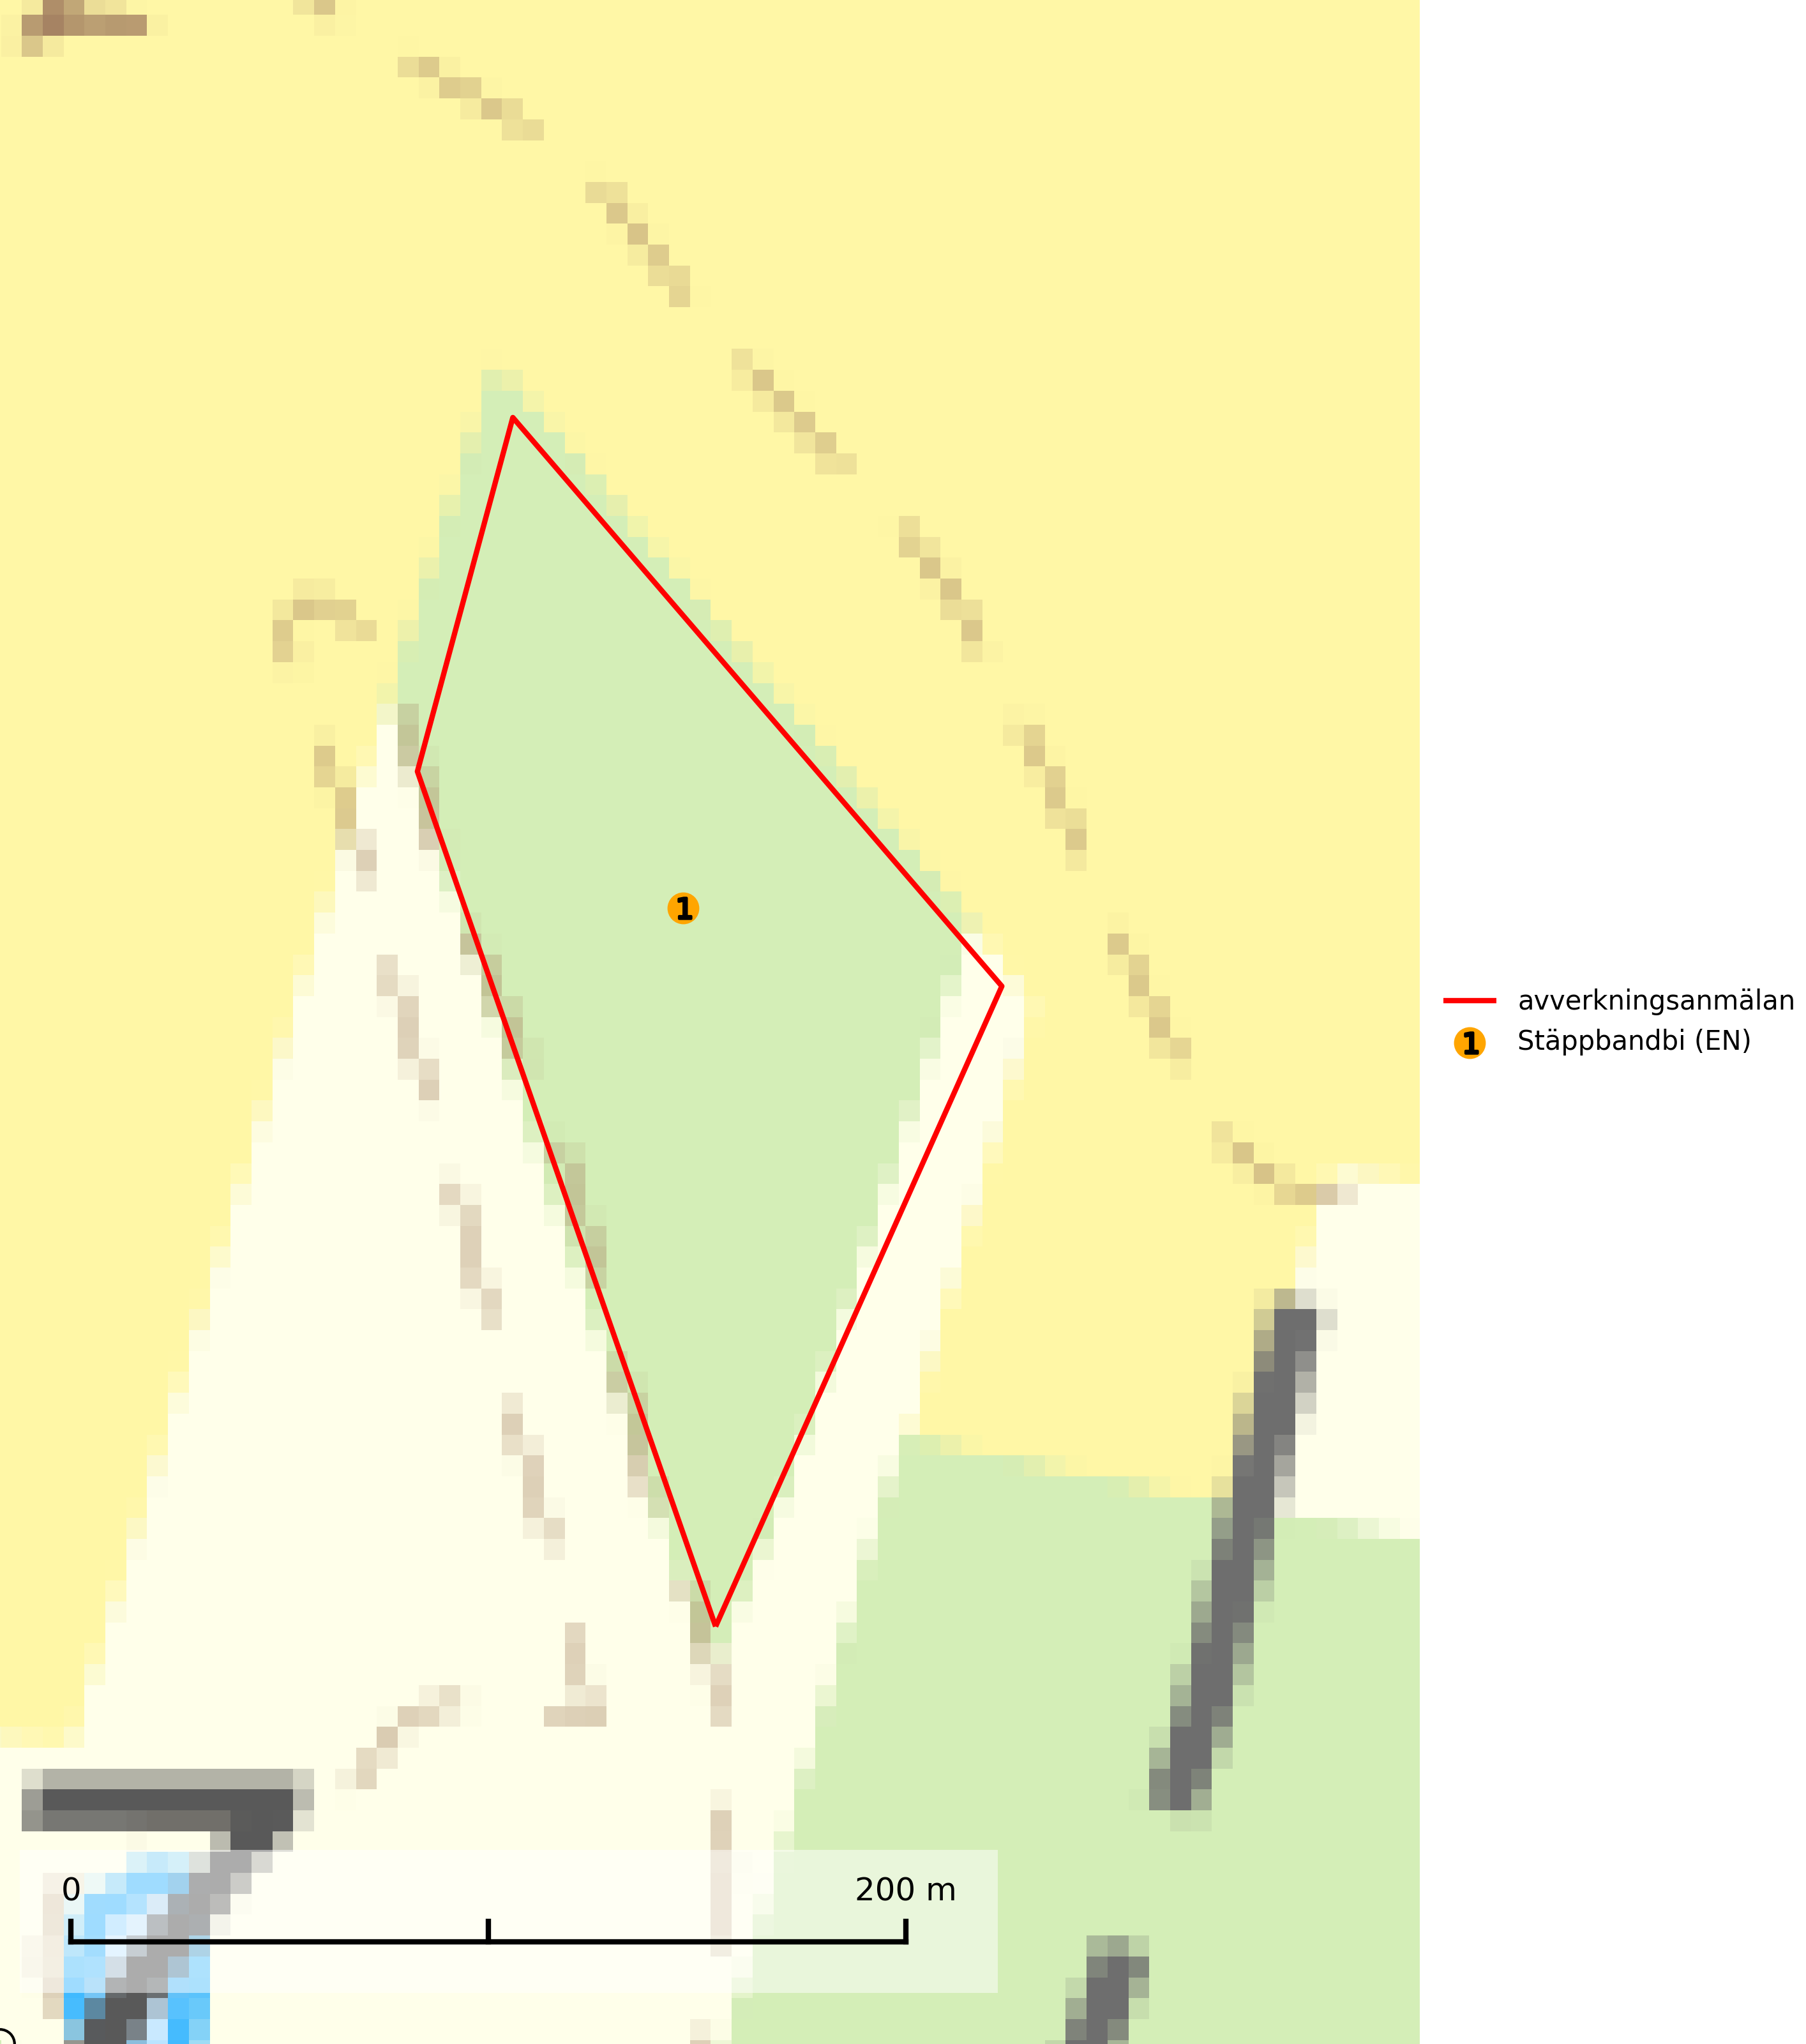 1
avverkningsanmälan
1 Stäppbandbi (EN)
0 200 m